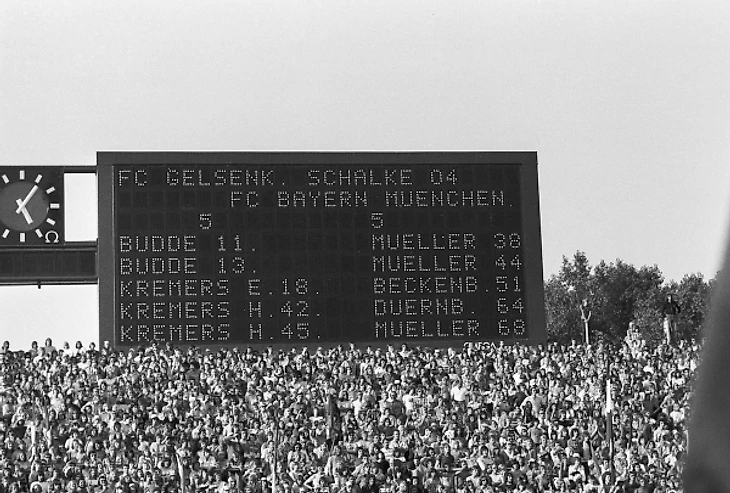 FC GELSENK. SCHALKE 04
FC BAYERN MUENCHEN.
5 5
BUDDE 11. MUELLER 38
BUDDE 13. MUELLER 44
KREMERS E.18. BECKENB.51
KREMERS H.42. DUERNB. 64
KREMERS H.45. MUELLER 68
Ω